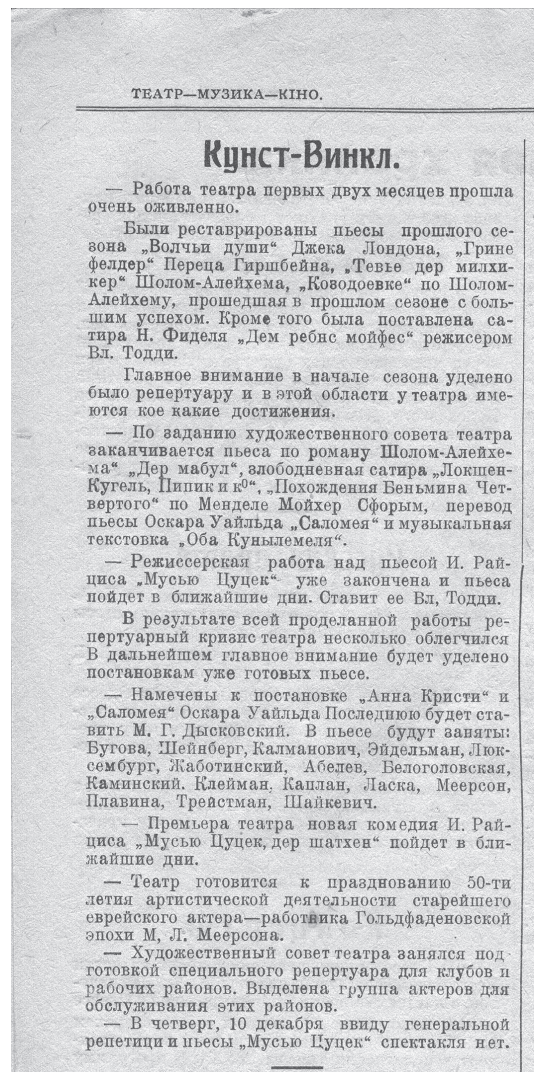 ТЕАТР—МУЗИКА—КІНО.
Кунст-Винкл.
— Работа театра первых двух месяцев прошла
очень оживленно.
Были реставрированы пьесы прошлого се-
зона „Волчьи души“ Джека Лондона, „Грине
фелдер“ Переца Гиршбейна, „Тевье дер милхи-
кер“ Шолом-Алейхема, „Ководоевке“ по Шолом-
Алейхему, прошедшая в прошлом сезоне с боль-
шим успехом. Кроме того была поставлена са-
тира Н. Фиделя „Дем ребнс мойфес“ режисером
Вл. Тодди.
Главное внимание в начале сезона уделено
было репертуару и в этой области у театра име-
ются кое какие достижения.
— По заданию художественного совета театра
заканчивается пьеса по роману Шолом-Алейхе-
ма“ „Дер мабул“, злободневная сатира „Локшен-
Кугель, Пипик и к⁰“, „Похождения Беньмина Чет-
вертого“ по Менделе Мойхер Сфорым, перевод
пьесы Оскара Уайльда „Саломея“ и музыкальная
текстовка „Оба Кунылемеля“.
— Режиссерская работа над пьесой И. Рай-
циса „Мусью Цуцек“ уже закончена и пьеса
пойдет в ближайшие дни. Ставит ее Вл, Тодди.
В результате всей проделанной работы ре-
пертуарный кризис театра несколько облегчился
В дальнейшем главное внимание будет уделено
постановкам уже готовых пьесе.
— Намечены к постановке „Анна Кристи“ и
„Саломея“ Оскара Уайльда Последнюю будет ста-
вить М. Г. Дысковский. В пьесе будут заняты:
Бугова, Шейнберг, Калманович, Эйдельман, Люк-
сембург, Жаботинский, Абелев, Белоголовская,
Каминский. Клейман. Каплан, Ласка, Меерсон,
Плавина, Трейстман, Шайкевич.
— Премьера театра новая комедия И. Рай-
циса „Мусью Цуцек, дер шатхен“ пойдет в бли-
жайшие дни.
— Театр готовится к празднованию 50-ти
летия артистической деятельности старейшего
еврейского актера—работника Гольдфаденовской
эпохи М, Л. Меерсона.
— Художественный совет театра занялся под-
готовкой специального репертуара для клубов и
рабочих районов. Выделена группа актеров для
обслуживания этих районов.
— В четверг, 10 декабря ввиду генеральной
репетици и пьесы „Мусью Цуцек“ спектакля нет.